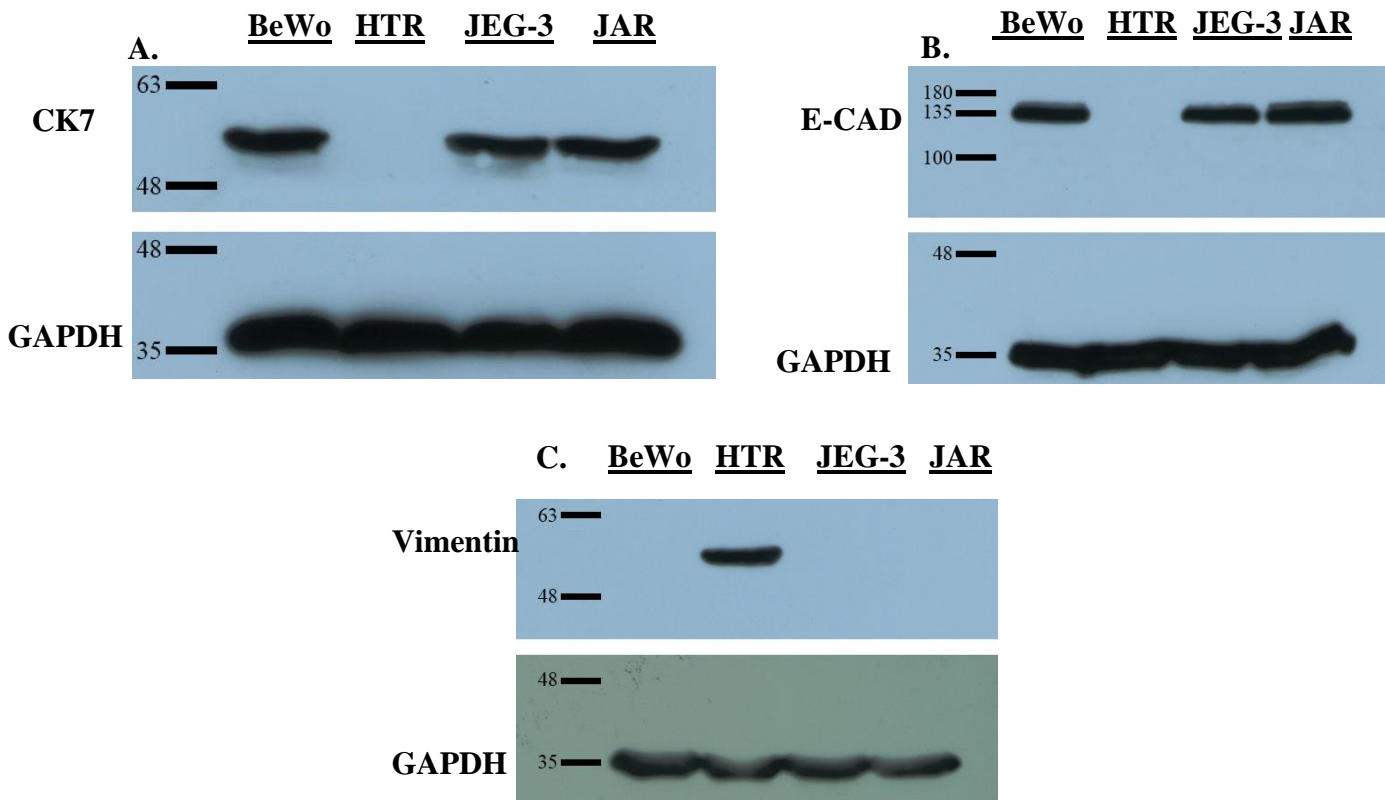 A. BeWo HTR JEG-3 JAR
CK7
63
48
GAPDH
48
35
B. BeWo HTR JEG-3 JAR
E-CAD
180
135
100
GAPDH
48
35
C. BeWo HTR JEG-3 JAR
Vimentin
63
48
GAPDH
48
35